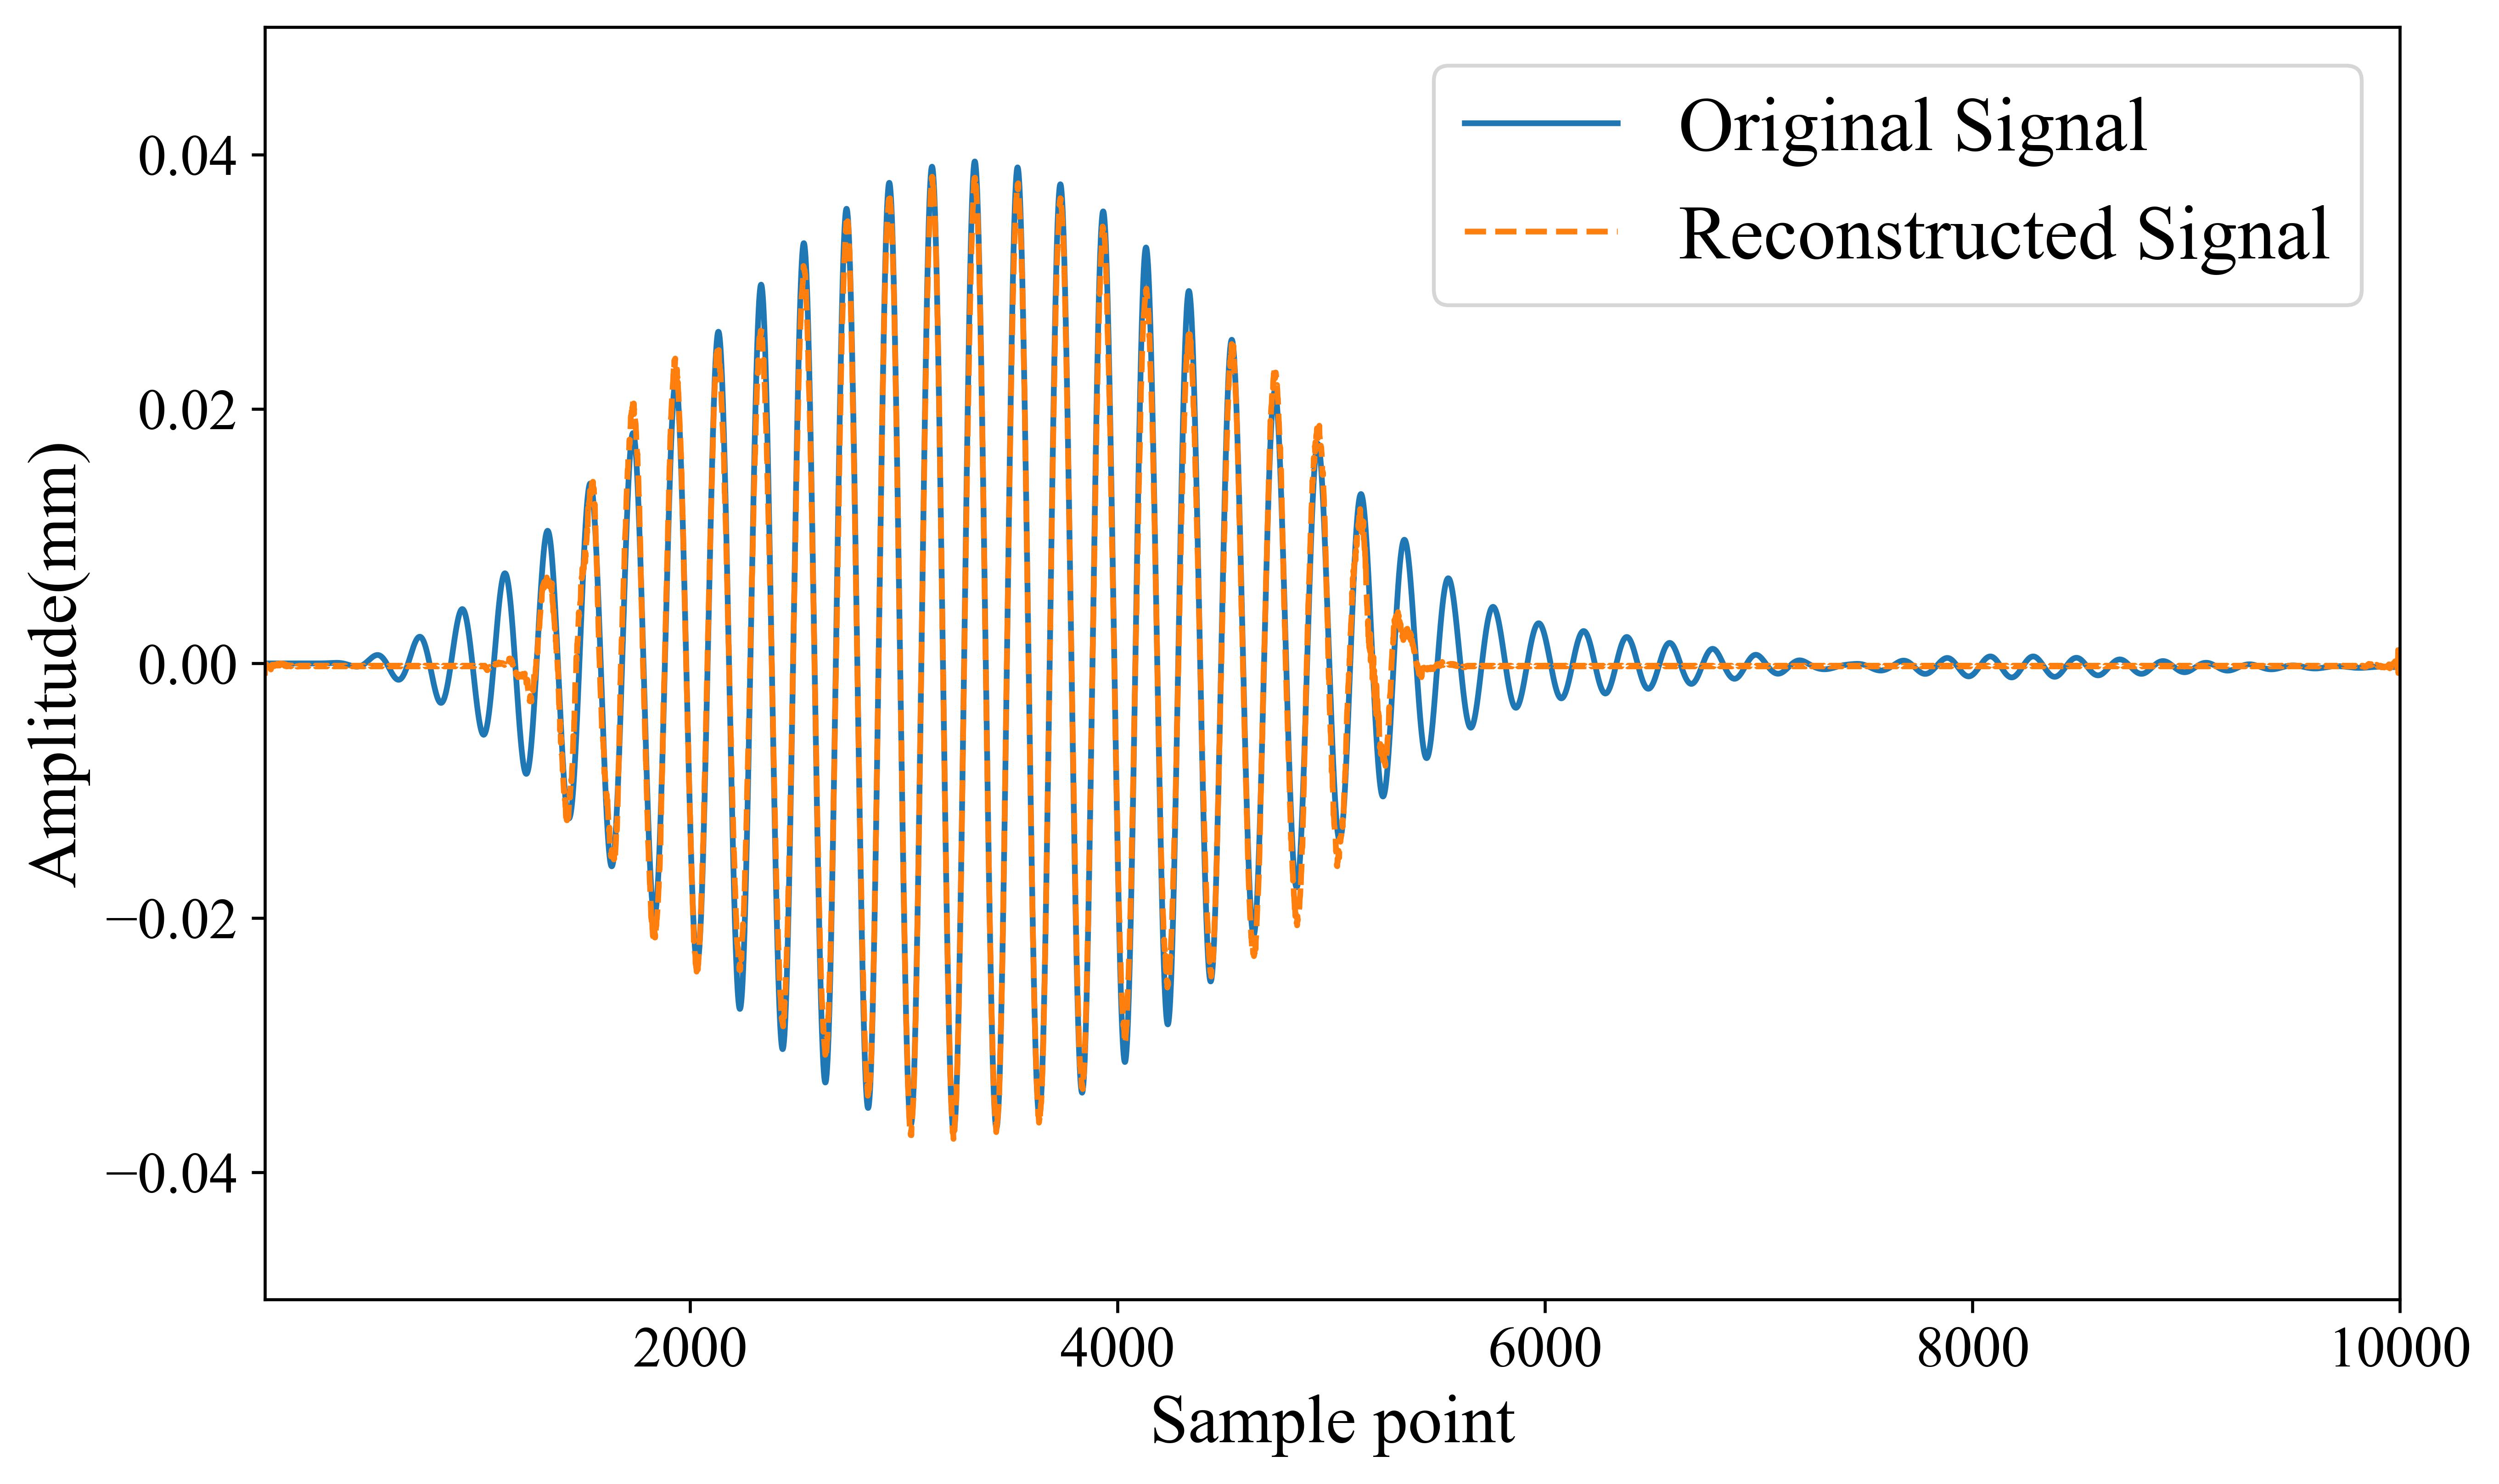 Original Signal
Reconstructed Signal
0.04
0.02
0.00
−0.02
−0.04
Amplitude(mm)
2000
4000
6000
8000
10000
Sample point